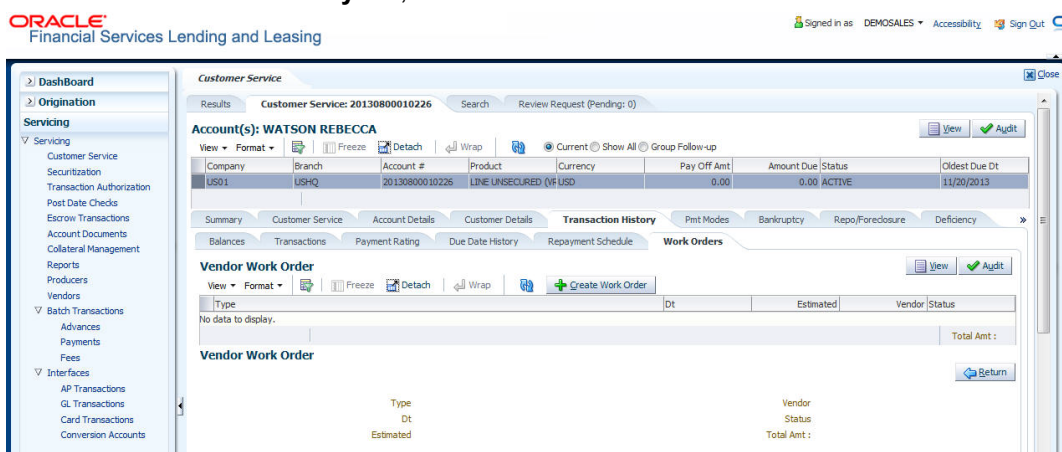 ORACLE
Financial Services Lending and Leasing
Signed in as DEMOSALES Accessibility Sign Out
Close
DashBoard
Origination
Servicing
Servicing
Customer Service
Securitization
Transaction Authorization
Post Date Checks
Escrow Transactions
Account Documents
Collateral Management
Reports
Producers
Vendors
Batch Transactions
Advances
Payments
Fees
Interfaces
AP Transactions
GL Transactions
Card Transactions
Conversion Accounts
Customer Service
Results Customer Service: 20130800010226 Search Review Request (Pending: 0)
Account(s): WATSON REBECCA
View Audit
View Format Freeze Detach Wrap Current Show All Group Follow-up
Company Branch Account # Product Currency Pay Off Amt Amount Due Status Oldest Due Dt
US01 USHQ 20130800010226 LINE UNSECURED (VR USD 0.00 0.00 ACTIVE 11/20/2013
Summary Customer Service Account Details Customer Details Transaction History Pmt Modes Bankruptcy Repo/Foreclosure Deficiency »
Balances Transactions Payment Rating Due Date History Repayment Schedule Work Orders
Vendor Work Order
View Audit
View Format Freeze Detach Wrap Create Work Order
Type Dt Estimated Vendor Status
No data to display.
Total Amt :
Vendor Work Order
Return
Type Vendor
Dt Status
Estimated Total Amt :